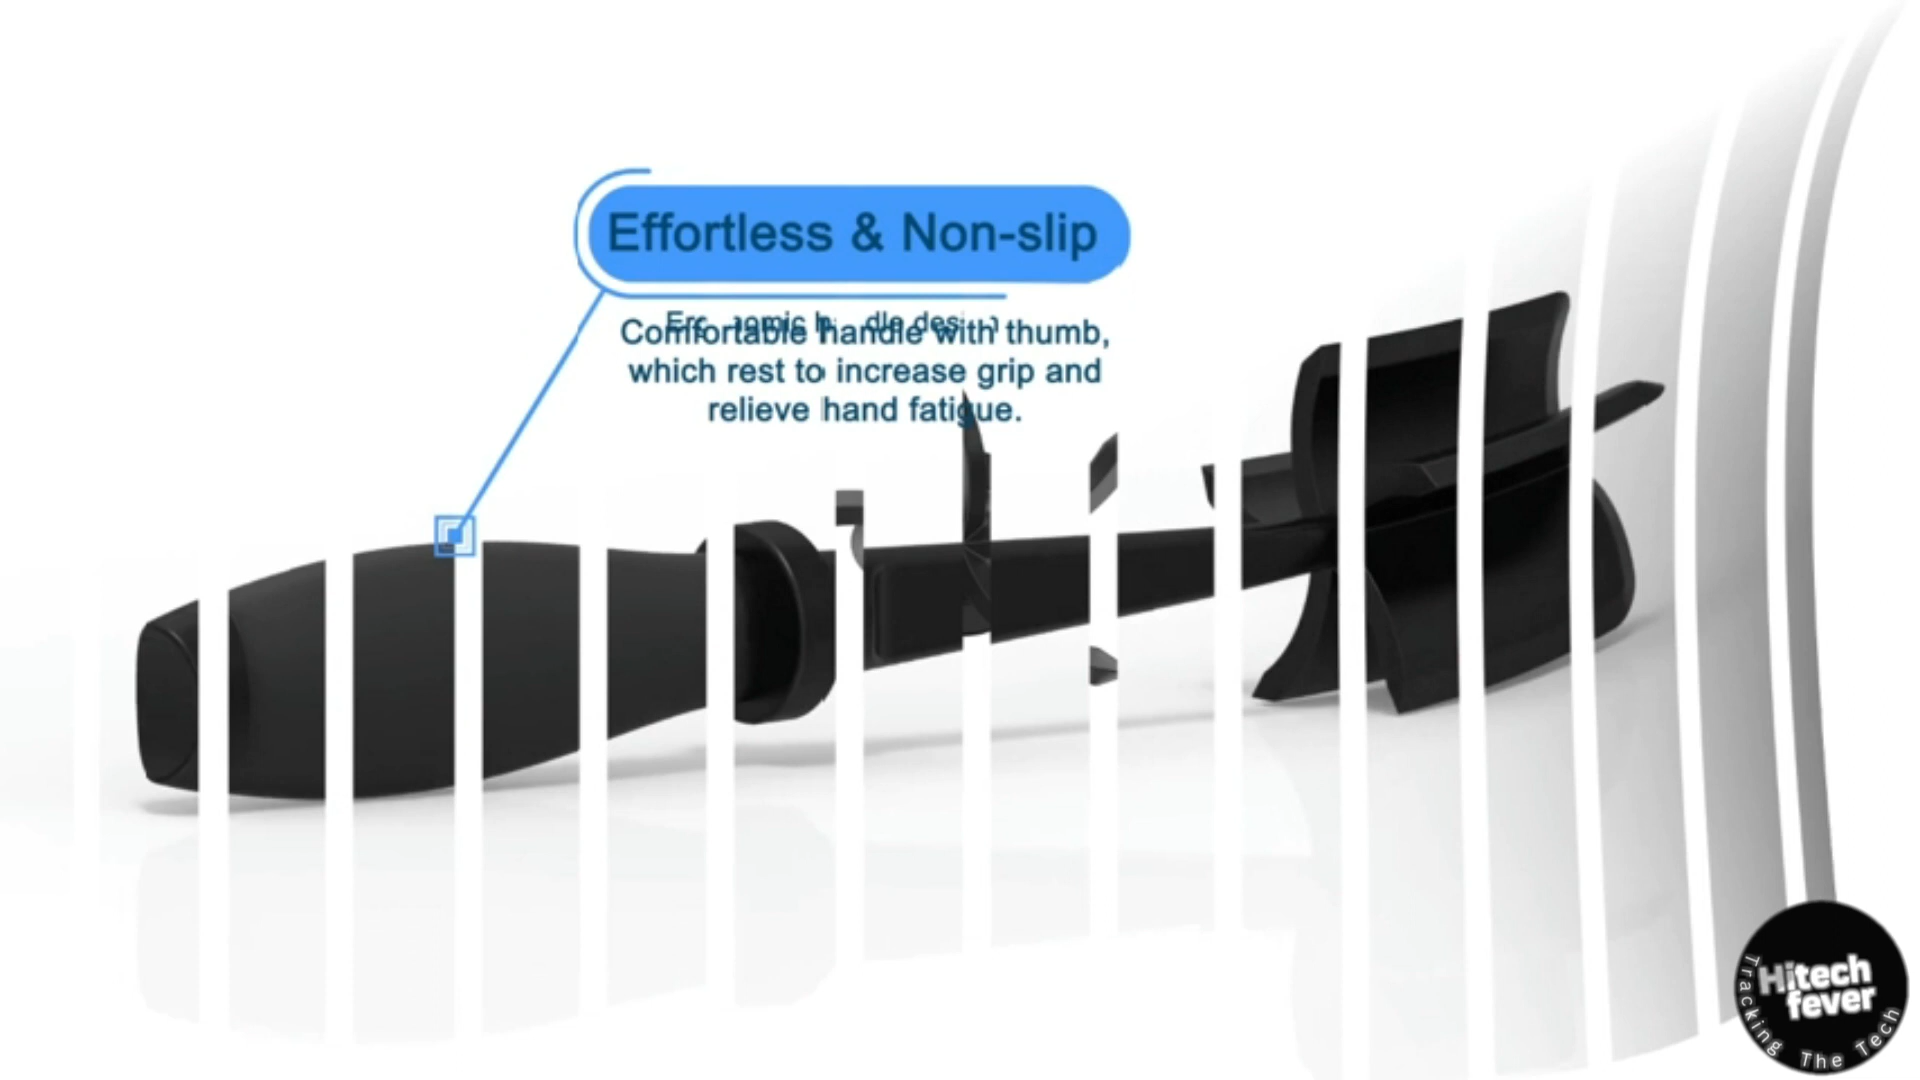 Effortless & Non-slip
Comfortable handle with thumb,
which rest to increase grip and
relieve hand fatigue.
Hitech
fever
Tracking The Tech